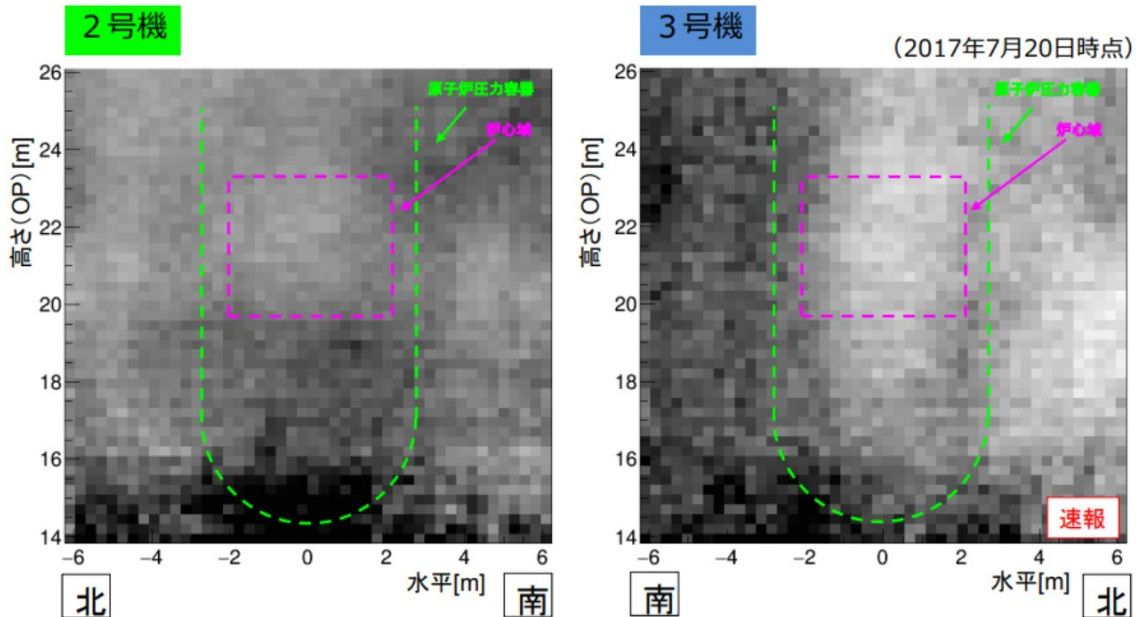 2号機
26
24
22
20
18
16
14
高さ(OP)[m]
原子炉圧力容器
炉心域
−6
−4
−2
0
2
4
6
水平[m]
北
南
3号機
(2017年7月20日時点)
26
24
22
20
18
16
14
高さ(OP)[m]
原子炉圧力容器
炉心域
速報
−6
−4
−2
0
2
4
6
水平[m]
南
北